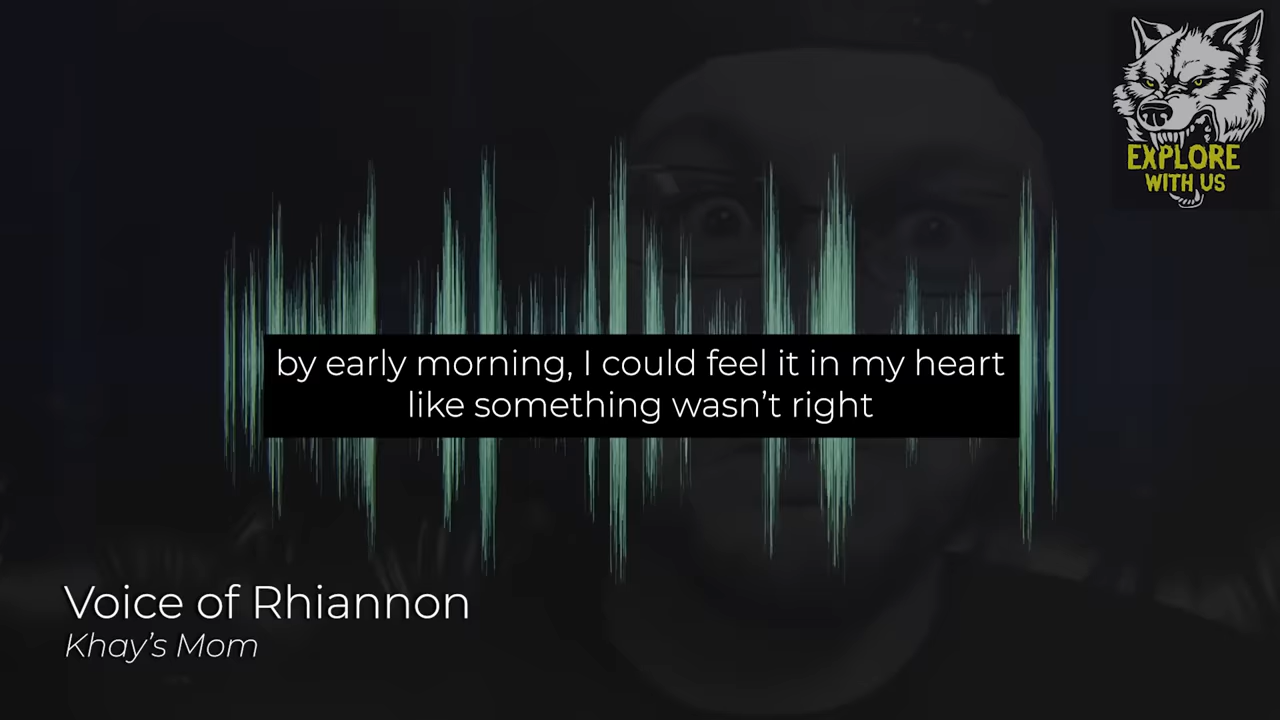 EXPLORE
WITH US
by early morning, I could feel it in my heart
like something wasn't right
Voice of Rhiannon
Khay's Mom